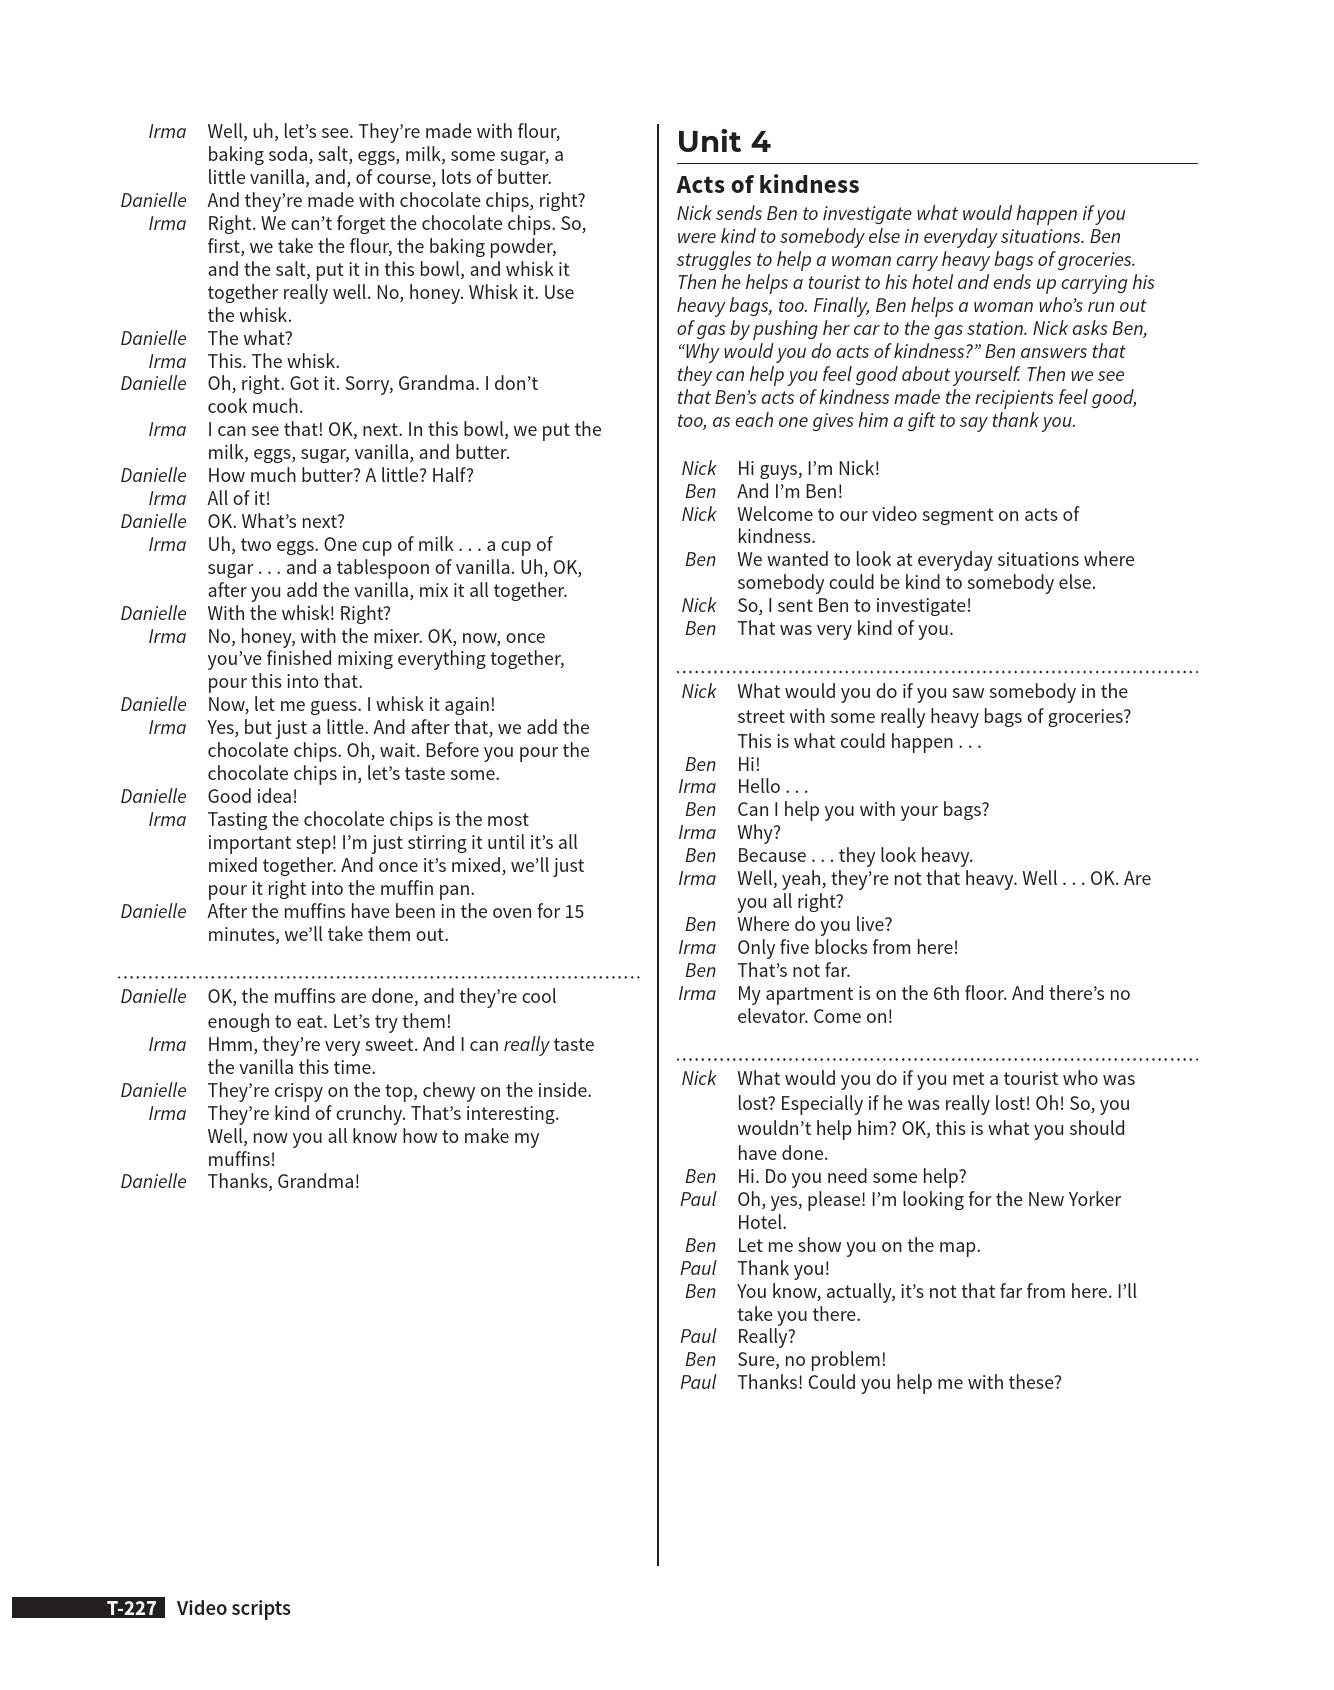 Irma Well, uh, let’s see. They’re made with flour,
baking soda, salt, eggs, milk, some sugar, a
little vanilla, and, of course, lots of butter.
Danielle And they’re made with chocolate chips, right?
Irma Right. We can’t forget the chocolate chips. So,
first, we take the flour, the baking powder,
and the salt, put it in this bowl, and whisk it
together really well. No, honey. Whisk it. Use
the whisk.
Danielle The what?
Irma This. The whisk.
Danielle Oh, right. Got it. Sorry, Grandma. I don’t
cook much.
Irma I can see that! OK, next. In this bowl, we put the
milk, eggs, sugar, vanilla, and butter.
Danielle How much butter? A little? Half?
Irma All of it!
Danielle OK. What’s next?
Irma Uh, two eggs. One cup of milk . . . a cup of
sugar . . . and a tablespoon of vanilla. Uh, OK,
after you add the vanilla, mix it all together.
Danielle With the whisk! Right?
Irma No, honey, with the mixer. OK, now, once
you’ve finished mixing everything together,
pour this into that.
Danielle Now, let me guess. I whisk it again!
Irma Yes, but just a little. And after that, we add the
chocolate chips. Oh, wait. Before you pour the
chocolate chips in, let’s taste some.
Danielle Good idea!
Irma Tasting the chocolate chips is the most
important step! I’m just stirring it until it’s all
mixed together. And once it’s mixed, we’ll just
pour it right into the muffin pan.
Danielle After the muffins have been in the oven for 15
minutes, we’ll take them out.
Danielle OK, the muffins are done, and they’re cool
enough to eat. Let’s try them!
Irma Hmm, they’re very sweet. And I can really taste
the vanilla this time.
Danielle They’re crispy on the top, chewy on the inside.
Irma They’re kind of crunchy. That’s interesting.
Well, now you all know how to make my
muffins!
Danielle Thanks, Grandma!
Unit 4
Acts of kindness
Nick sends Ben to investigate what would happen if you
were kind to somebody else in everyday situations. Ben
struggles to help a woman carry heavy bags of groceries.
Then he helps a tourist to his hotel and ends up carrying his
heavy bags, too. Finally, Ben helps a woman who’s run out
of gas by pushing her car to the gas station. Nick asks Ben,
“Why would you do acts of kindness?” Ben answers that
they can help you feel good about yourself. Then we see
that Ben’s acts of kindness made the recipients feel good,
too, as each one gives him a gift to say thank you.
Nick Hi guys, I’m Nick!
Ben And I’m Ben!
Nick Welcome to our video segment on acts of
kindness.
Ben We wanted to look at everyday situations where
somebody could be kind to somebody else.
Nick So, I sent Ben to investigate!
Ben That was very kind of you.
Nick What would you do if you saw somebody in the
street with some really heavy bags of groceries?
This is what could happen . . .
Ben Hi!
Irma Hello . . .
Ben Can I help you with your bags?
Irma Why?
Ben Because . . . they look heavy.
Irma Well, yeah, they’re not that heavy. Well . . . OK. Are
you all right?
Ben Where do you live?
Irma Only five blocks from here!
Ben That’s not far.
Irma My apartment is on the 6th floor. And there’s no
elevator. Come on!
Nick What would you do if you met a tourist who was
lost? Especially if he was really lost! Oh! So, you
wouldn’t help him? OK, this is what you should
have done.
Ben Hi. Do you need some help?
Paul Oh, yes, please! I’m looking for the New Yorker
Hotel.
Ben Let me show you on the map.
Paul Thank you!
Ben You know, actually, it’s not that far from here. I’ll
take you there.
Paul Really?
Ben Sure, no problem!
Paul Thanks! Could you help me with these?
T-227 Video scripts